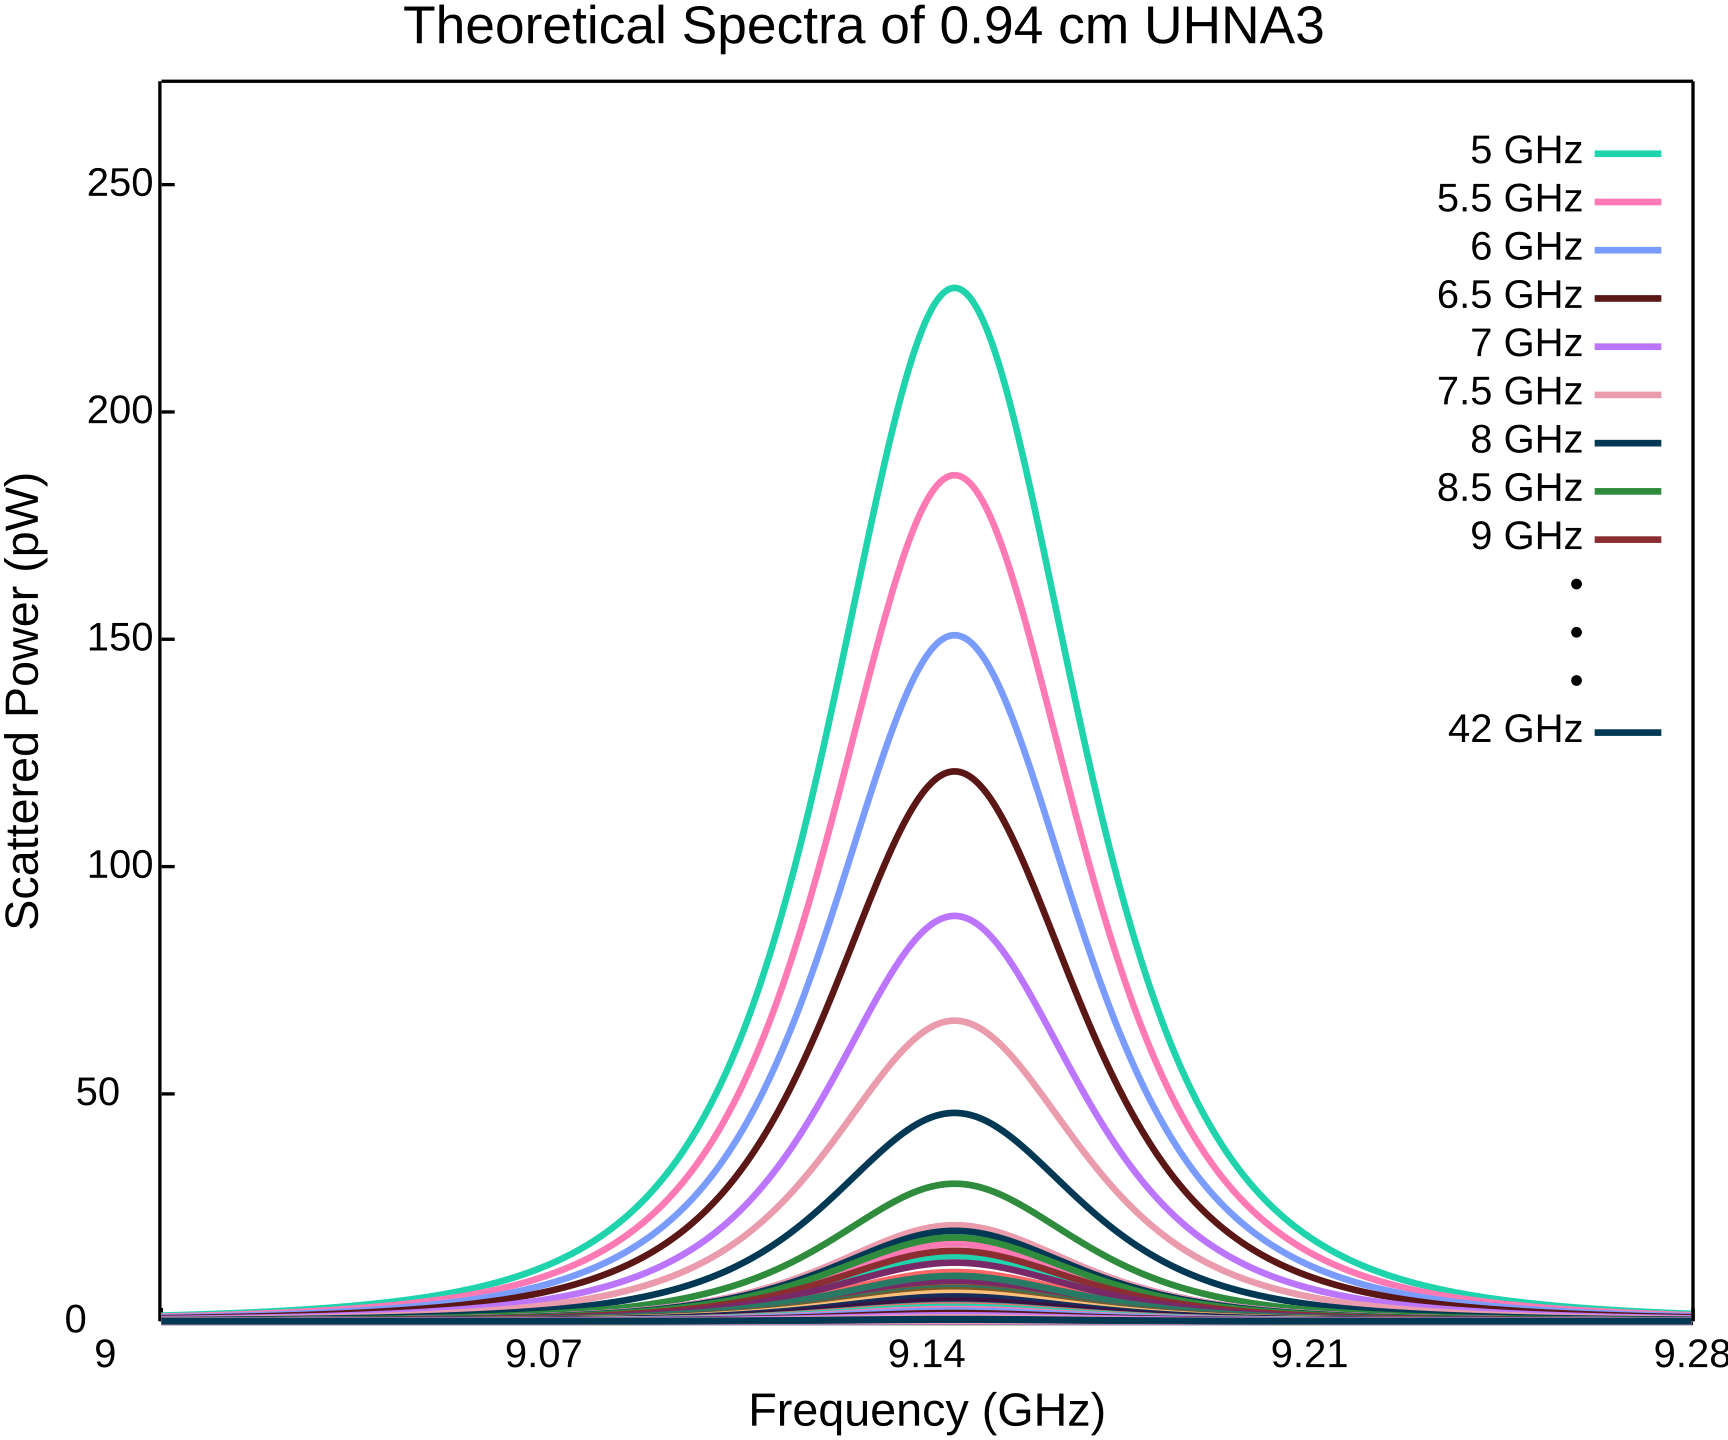 Theoretical Spectra of 0.94 cm UHNA3
250
200
150
100
50
0
Scattered Power (pW)
5 GHz
5.5 GHz
6 GHz
6.5 GHz
7 GHz
7.5 GHz
8 GHz
8.5 GHz
9 GHz
42 GHz
9 9.07 9.14 9.21 9.28
Frequency (GHz)